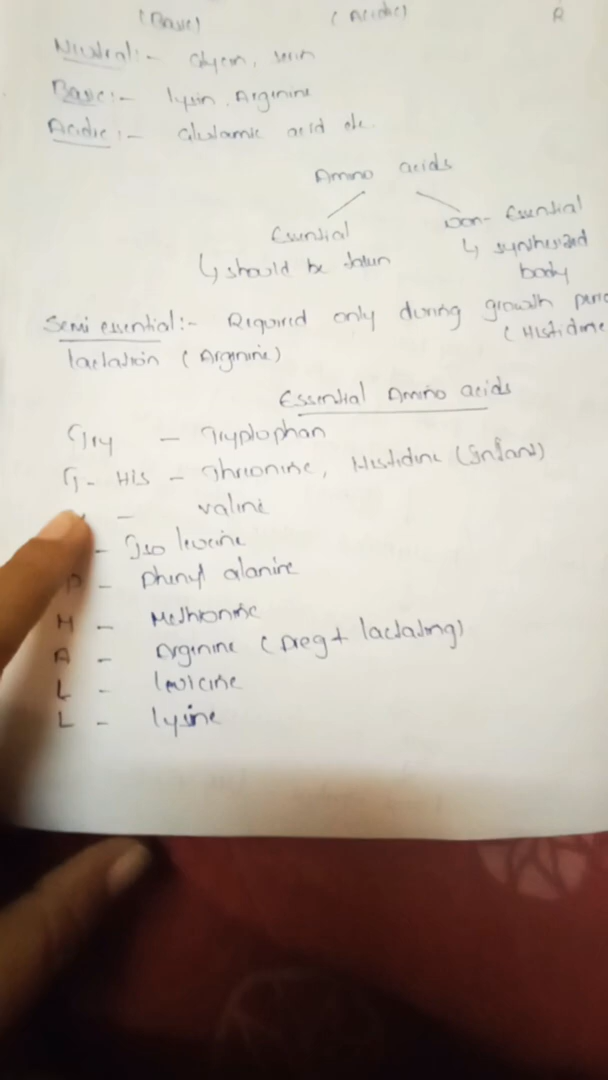 (Basic) (Acidic) R
Neutral:- Glycin, serin
Basic:- lysin, Arginine
Acidic:- Glutamic acid etc.
Amino acids
Essential Non-Essential
↳ should be taken ↳ synthesized
body
Semi essential:- Required only during growth
lactation (Arginine) (Histidine
Essential Amino acids
Try - Tryptophan
T- His - Threonine, Histidine (Infant)
- valine
- Iso leucine
P - Phenyl alanine
M - Methionine
A - Arginine (Preg + lactating)
L - leucine
L - lysine